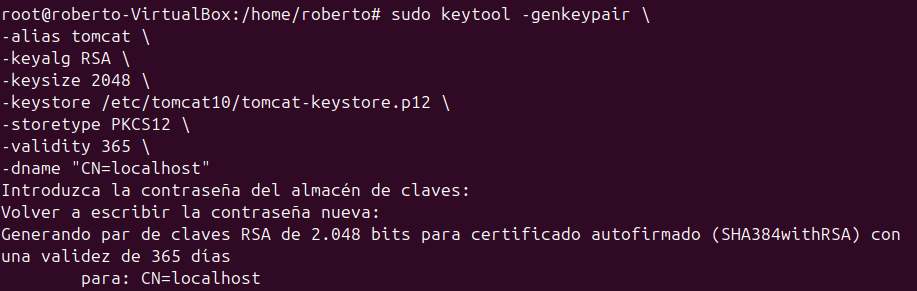 root@roberto-VirtualBox:/home/roberto# sudo keytool -genkeypair \
-alias tomcat \
-keyalg RSA \
-keysize 2048 \
-keystore /etc/tomcat10/tomcat-keystore.p12 \
-storetype PKCS12 \
-validity 365 \
-dname "CN=localhost"
Introduzca la contraseña del almacén de claves:
Volver a escribir la contraseña nueva:
Generando par de claves RSA de 2.048 bits para certificado autofirmado (SHA384withRSA) con
una validez de 365 días
        para: CN=localhost